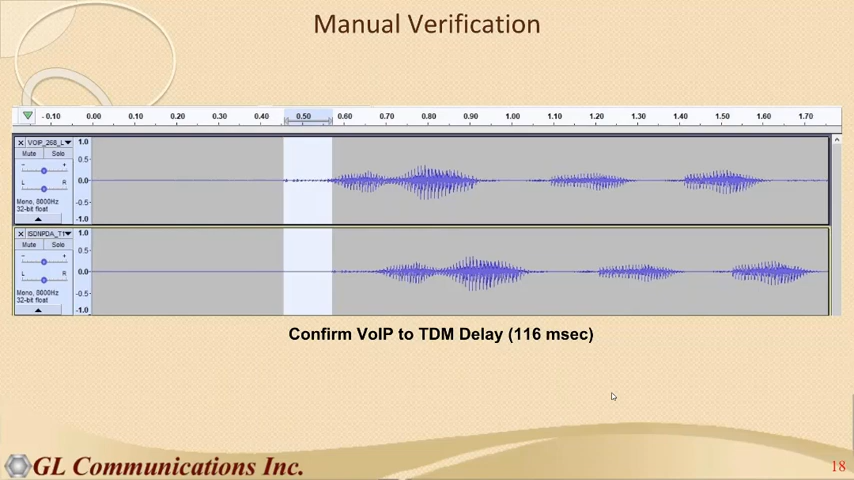 Manual Verification
-0.10 0.00 0.10 0.20 0.30 0.40 0.50 0.60 0.70 0.80 0.90 1.00 1.10 1.20 1.30 1.40 1.50 1.60 1.70
VOIP_268_L
1.0
Mute Solo
0.5
- +
0.0
L R
Mono, 8000Hz
-0.5
32-bit float
-1.0
ISDNPDA_T1
1.0
Mute Solo
0.5
- +
0.0
L R
Mono, 8000Hz
-0.5
32-bit float
-1.0
Confirm VoIP to TDM Delay (116 msec)
GL Communications Inc.
18